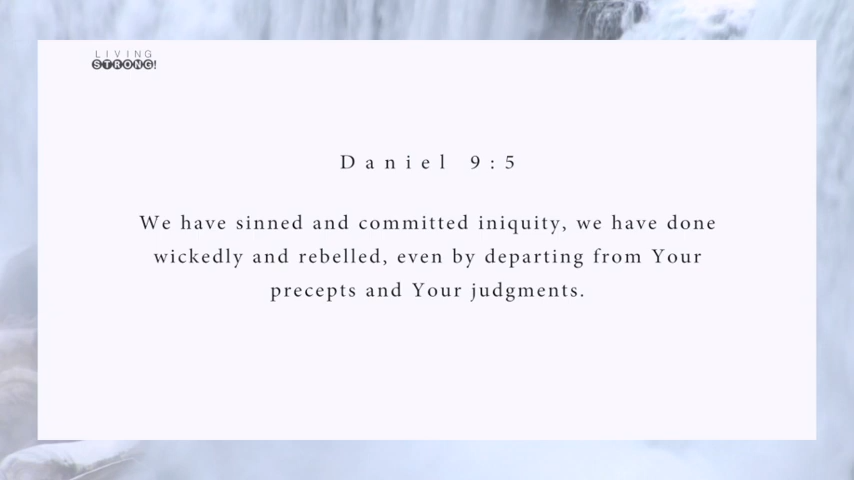 LIVING
STRONG!
Daniel 9:5
We have sinned and committed iniquity, we have done
wickedly and rebelled, even by departing from Your
precepts and Your judgments.